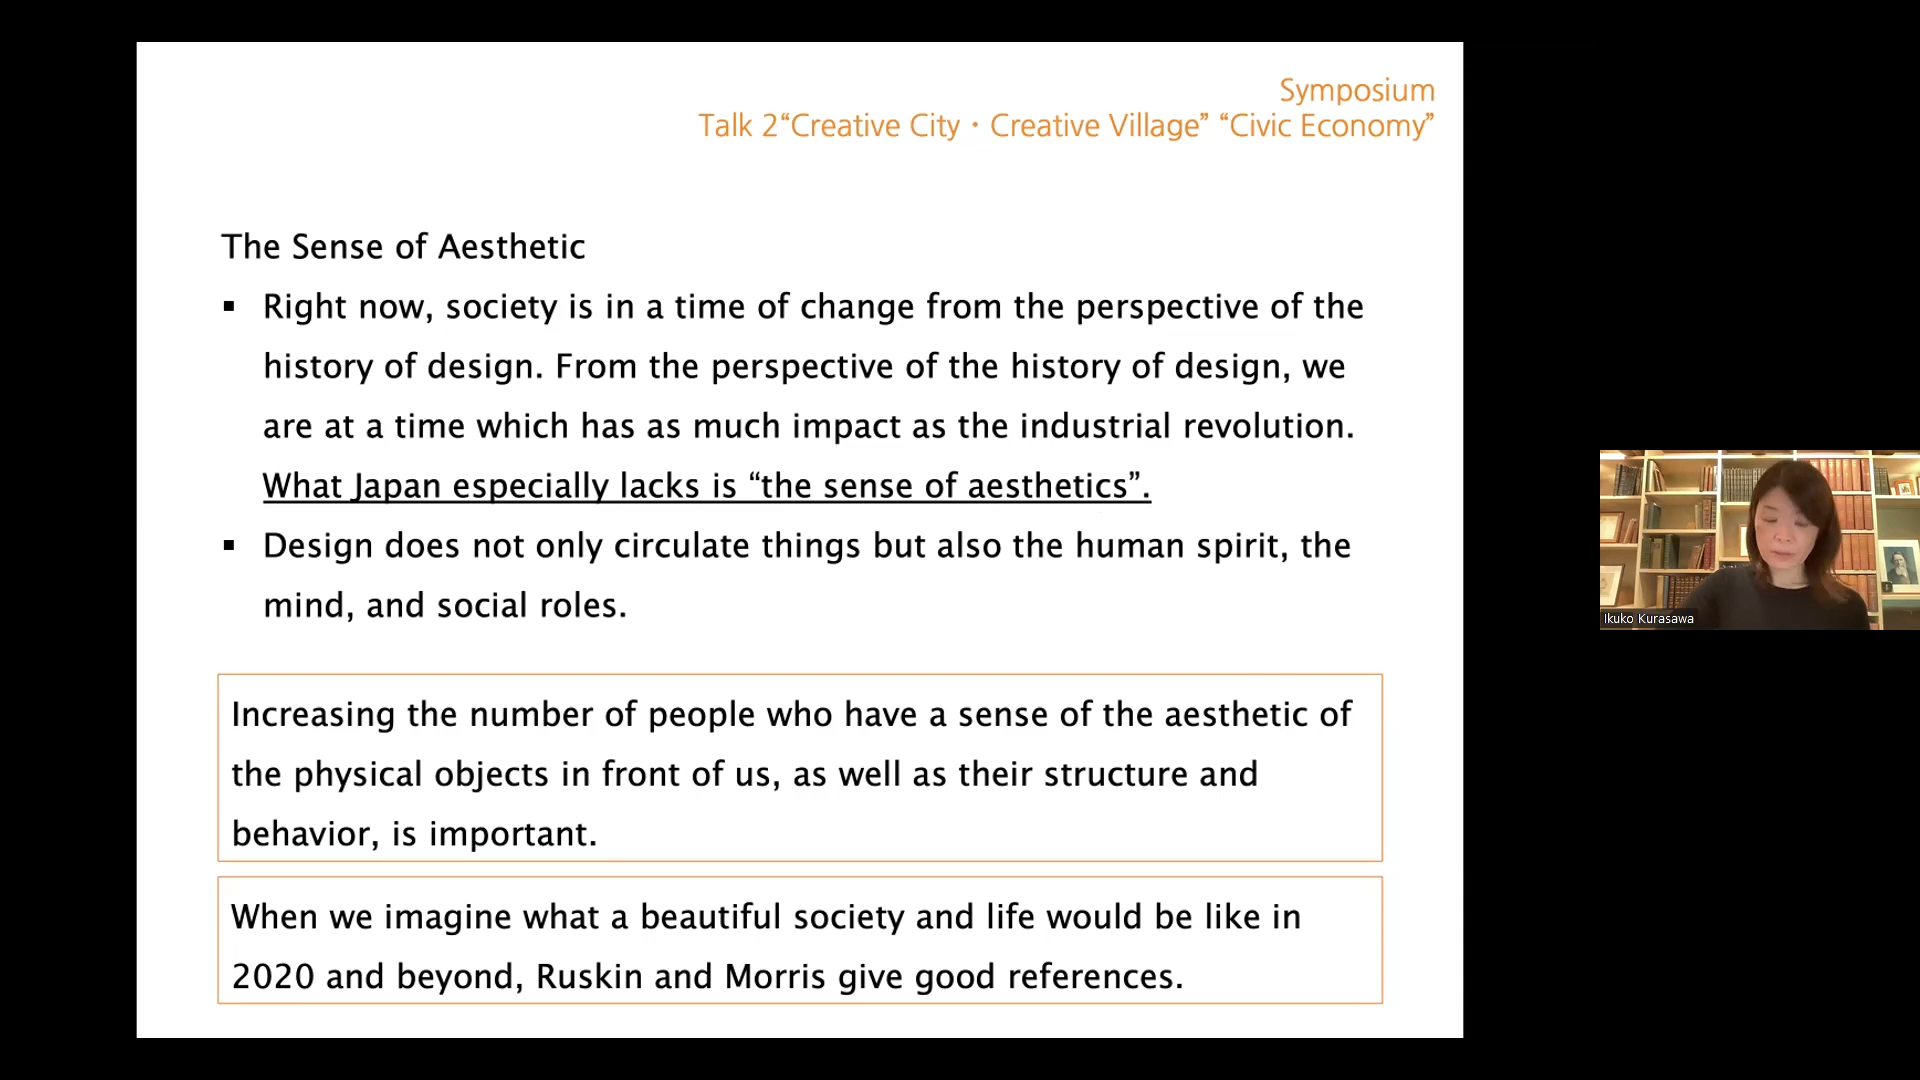 Symposium
Talk 2“Creative City・Creative Village” “Civic Economy”
The Sense of Aesthetic
▪ Right now, society is in a time of change from the perspective of the
history of design. From the perspective of the history of design, we
are at a time which has as much impact as the industrial revolution.
What Japan especially lacks is “the sense of aesthetics”.
▪ Design does not only circulate things but also the human spirit, the
mind, and social roles.
Increasing the number of people who have a sense of the aesthetic of
the physical objects in front of us, as well as their structure and
behavior, is important.
When we imagine what a beautiful society and life would be like in
2020 and beyond, Ruskin and Morris give good references.
Ikuko Kurasawa